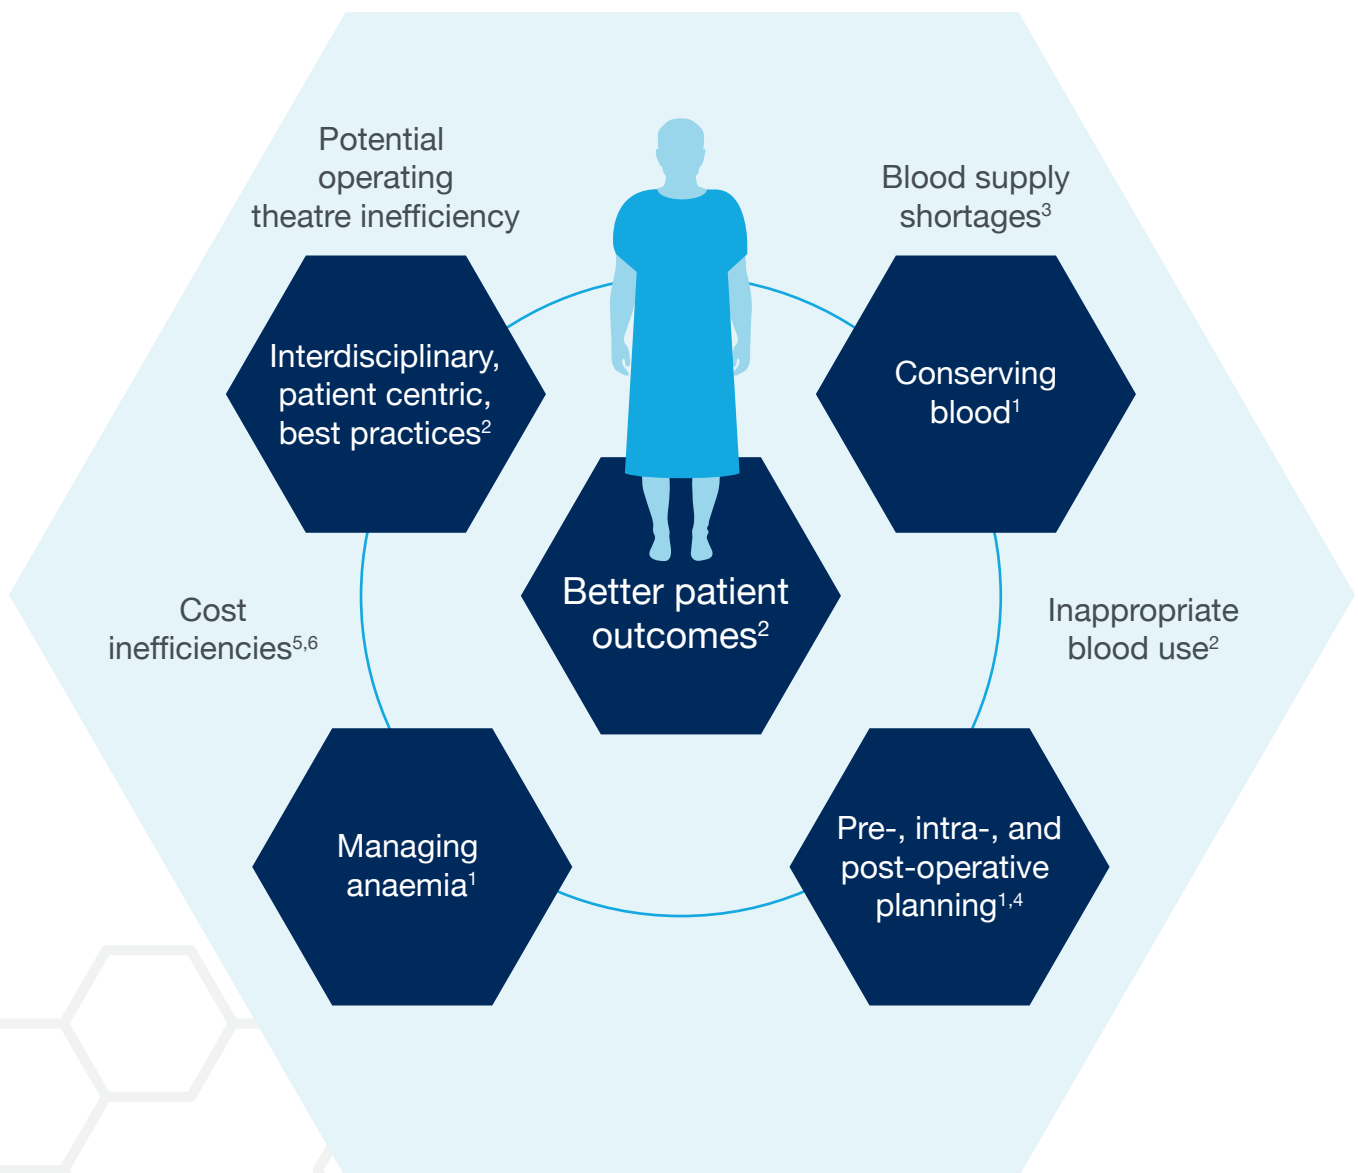 Potential
operating
theatre inefficiency
Blood supply
shortages³
Interdisciplinary,
patient centric,
best practices²
Conserving
blood¹
Better patient
outcomes²
Cost
inefficiencies⁵,⁶
Inappropriate
blood use²
Managing
anaemia¹
Pre-, intra-, and
post-operative
planning¹,⁴